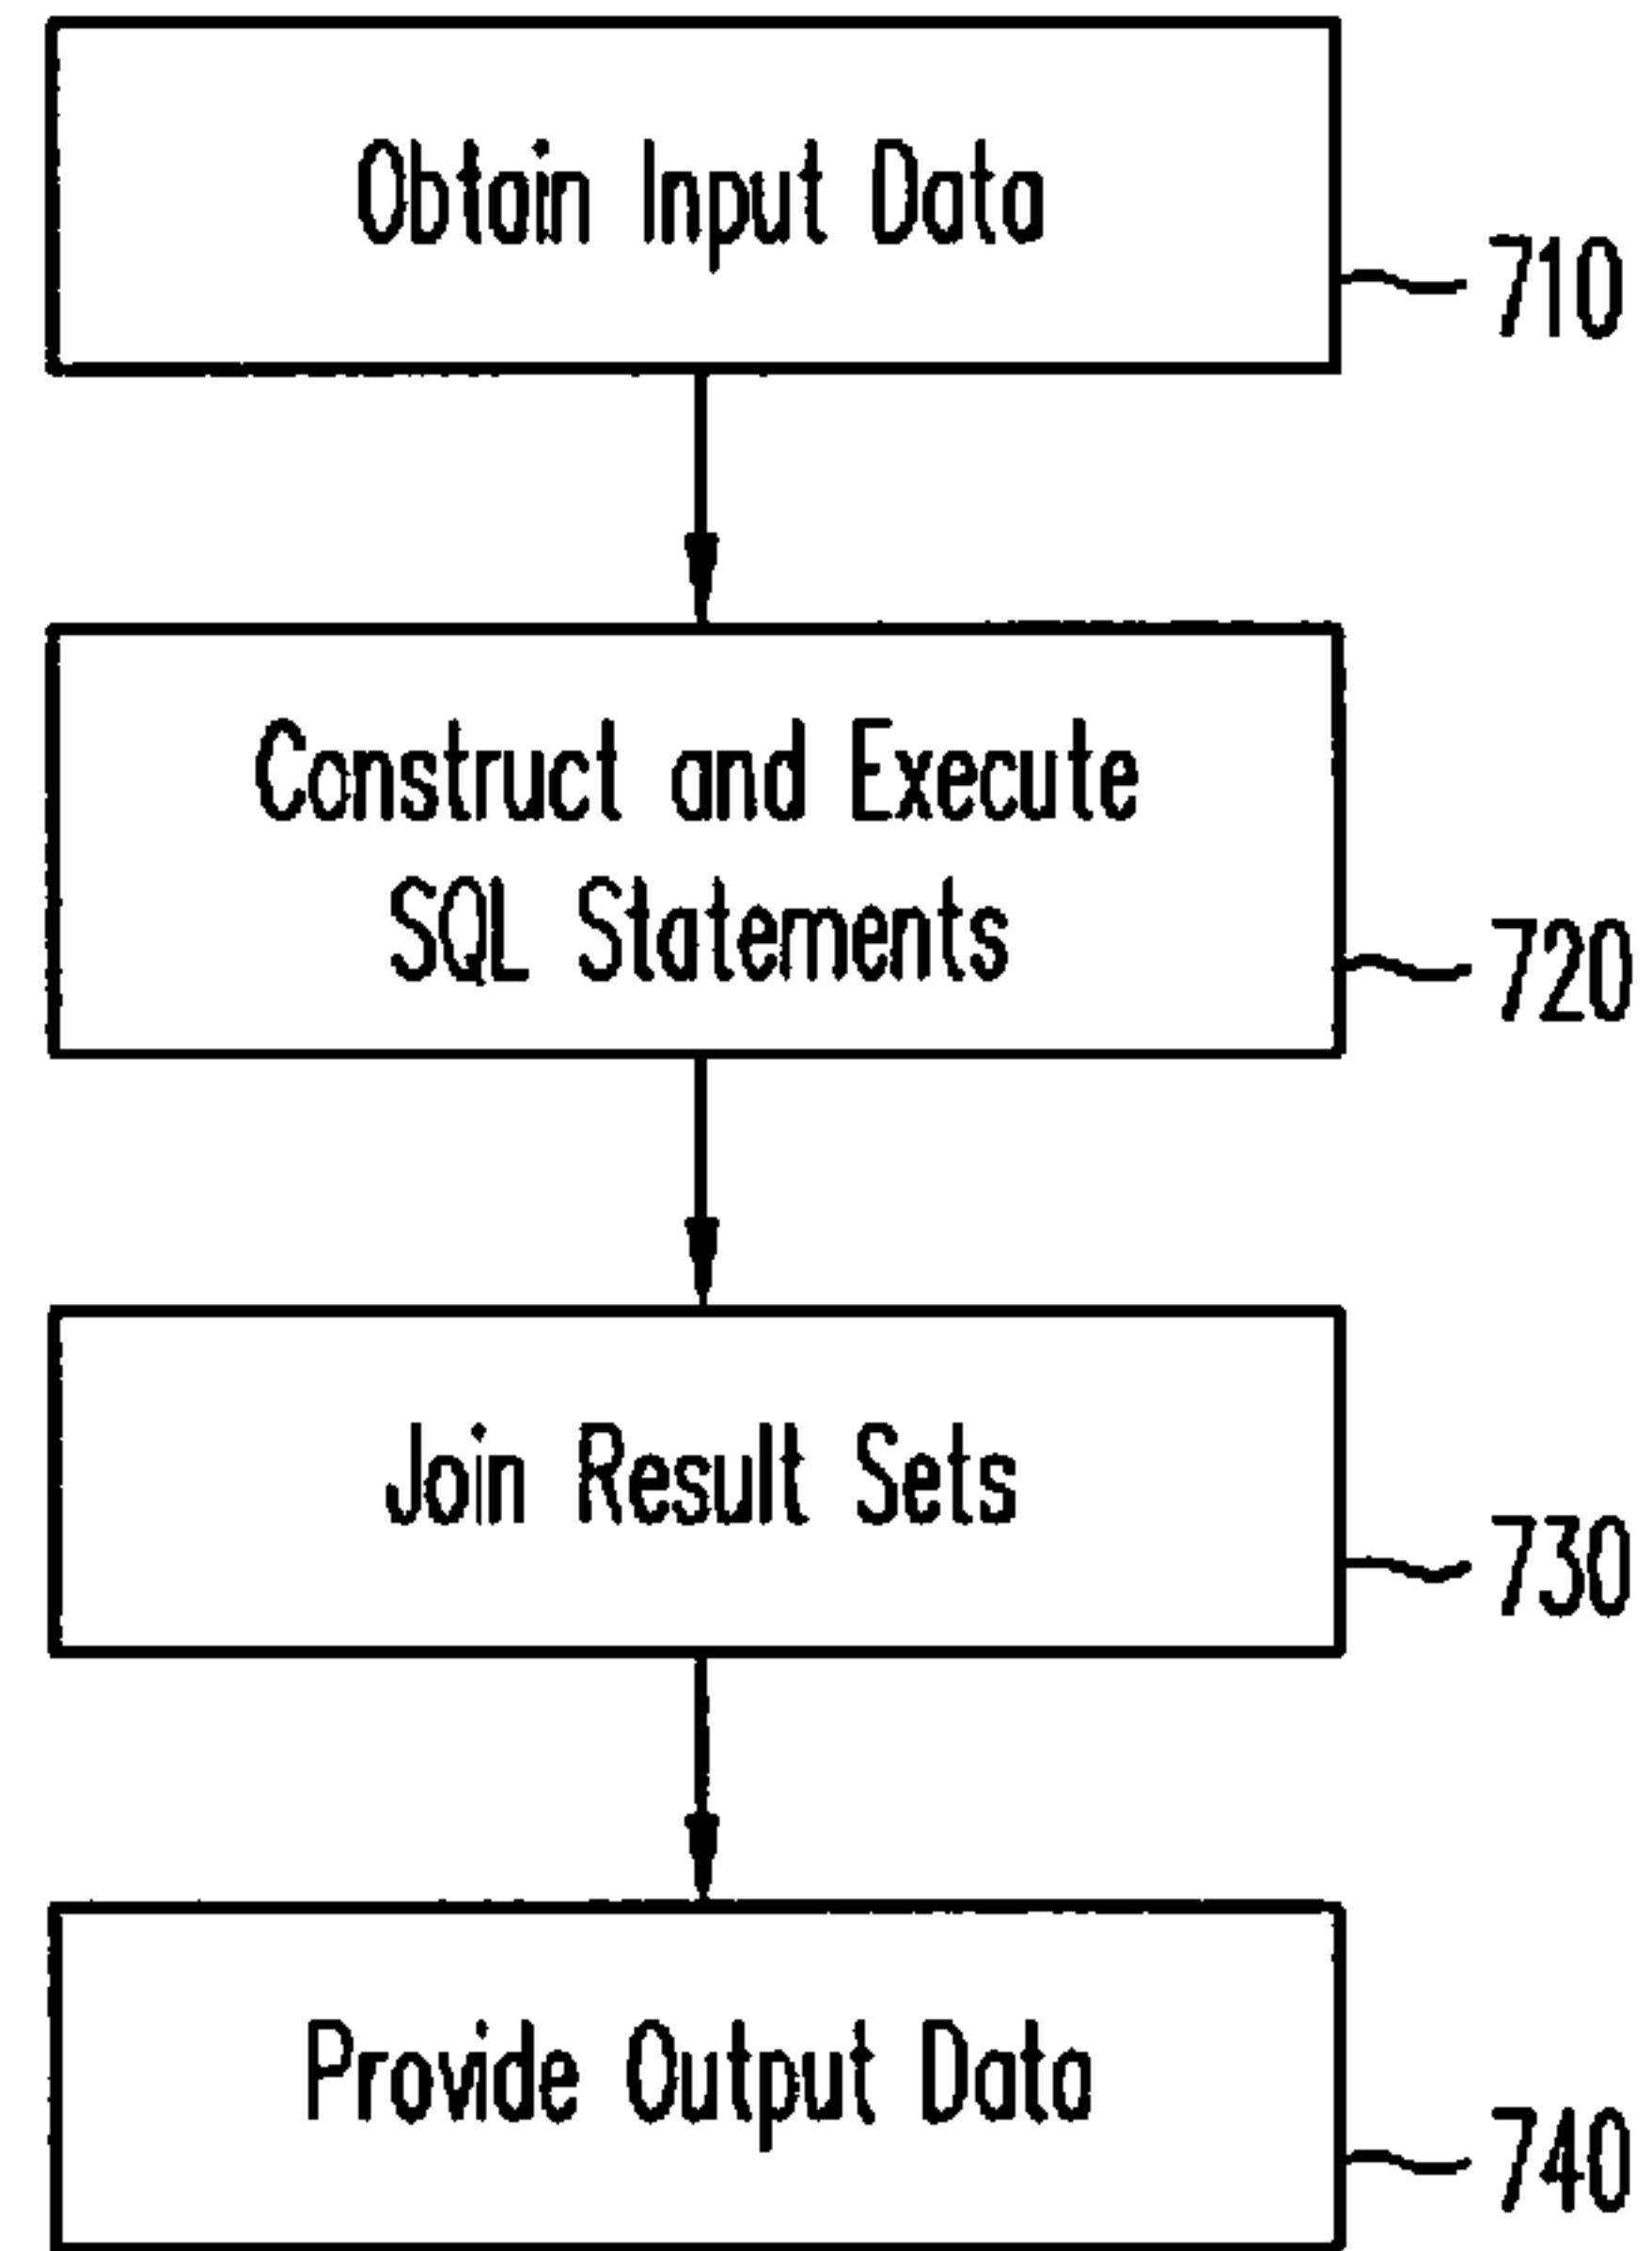 Obtain Input Data
710
Construct and Execute
SQL Statements
720
Join Result Sets
730
Provide Output Data
740